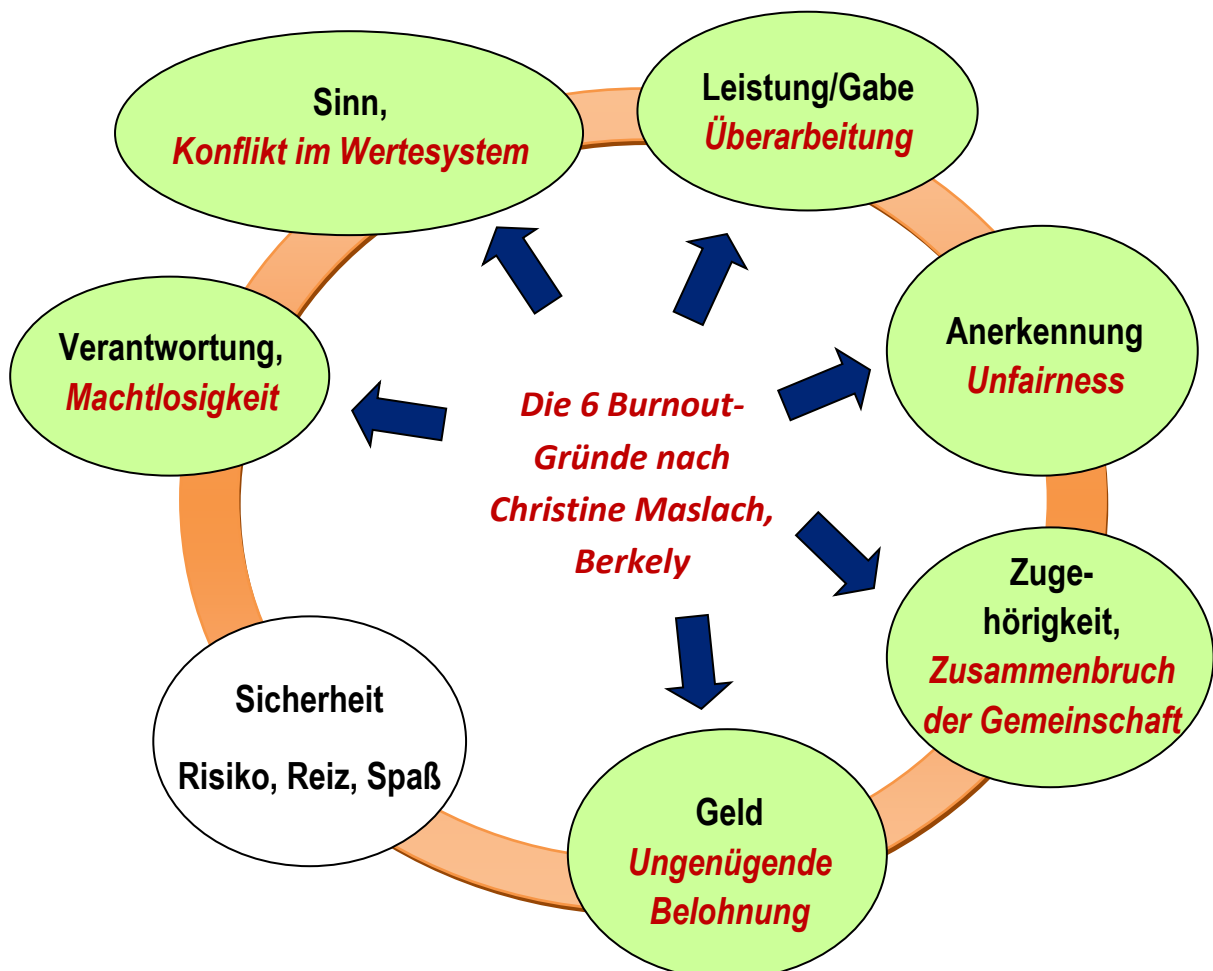 Sinn,
Konflikt im Wertesystem
Leistung/Gabe
Überarbeitung
Anerkennung
Unfairness
Zuge-
hörigkeit,
Zusammenbruch
der Gemeinschaft
Geld
Ungenügende
Belohnung
Sicherheit
Risiko, Reiz, Spaß
Verantwortung,
Machtlosigkeit
Die 6 Burnout-
Gründe nach
Christine Maslach,
Berkely